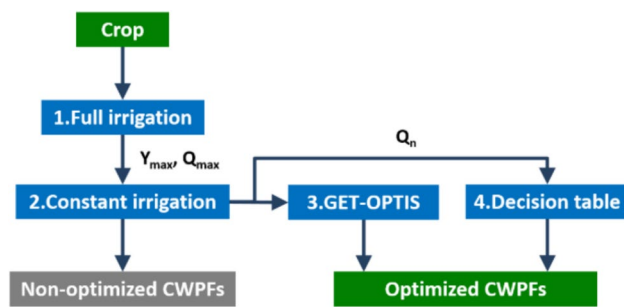 Crop
1.Full irrigation
Ymax, Qmax
Qn
2.Constant irrigation
3.GET-OPTIS
4.Decision table
Non-optimized CWPFs
Optimized CWPFs